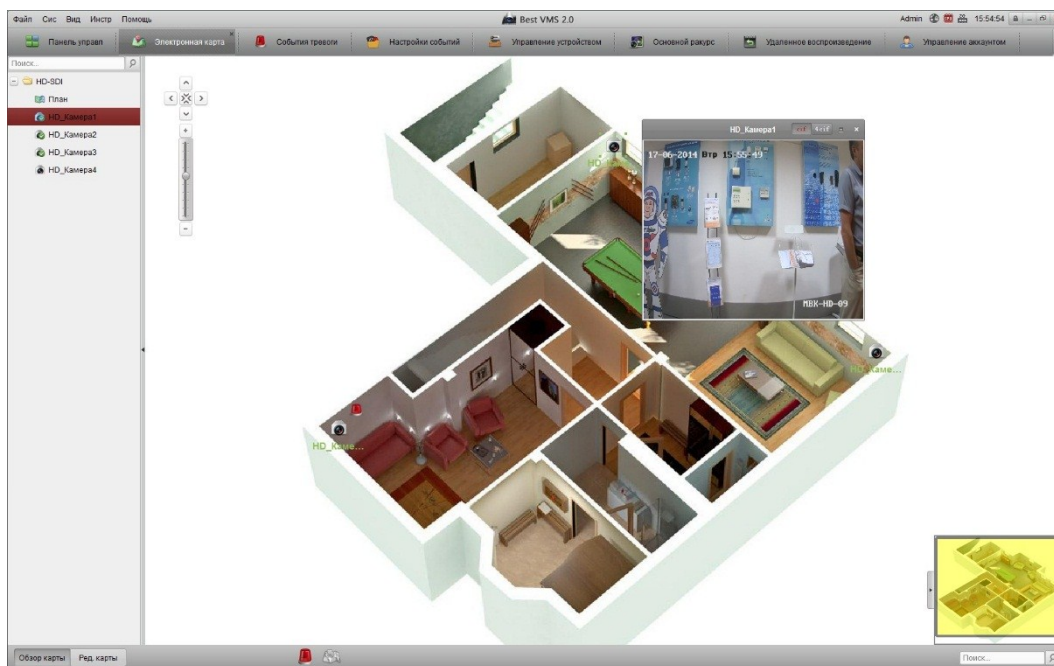 Файл Сис Вид Инстр Помощь
Best VMS 2.0
Admin 15:54:54
Панель управл
Электронная карта
События тревоги
Настройки событий
Управление устройством
Основной ракурс
Удаленное воспроизведение
Управление аккаунтом
Поиск...
HD-SDI
План
HD_Камера1
HD_Камера2
HD_Камера3
HD_Камера4
HD_Камера1
4cif
17-06-2014 Втр 15:55:49
MBK-HD-09
HD_Каме...
HD_Каме...
Обзор карты Ред. карты
Поиск...